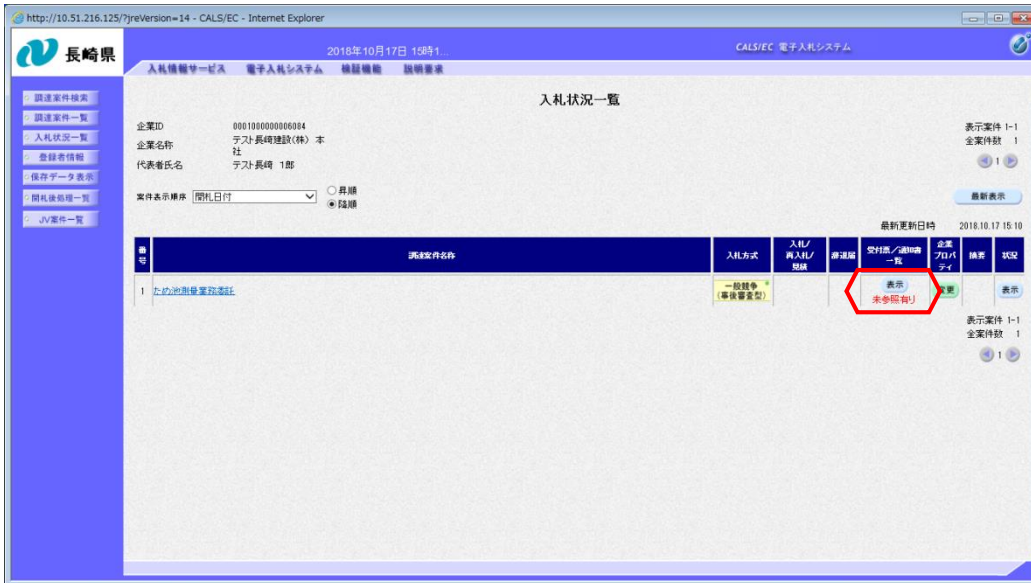 http://10.51.216.125/?jreVersion=14 - CALS/EC - Internet Explorer
長崎県
2018年10月17日 15時1...
CALS/EC 電子入札システム
入札情報サービス 電子入札システム 検証機能 説明要求
調達案件検索
調達案件一覧
入札状況一覧
登録者情報
保存データ表示
開札後処理一覧
JV案件一覧
入札状況一覧
企業ID 0001000000006084
企業名称 テスト長崎建設(株) 本社
代表者氏名 テスト長崎 1郎
表示案件 1-1
全案件数 1
1
案件表示順序 開札日付
昇順
降順
最新表示
最新更新日時 2018.10.17 15:10
番号 調達案件名称 入札方式 入札/再入札/見積 辞退届 受付票/通知書一覧 企業プロパティ 摘要 状況
1 ため池測量業務委託 一般競争(事後審査型) 表示 未参照有り 変更 表示
表示案件 1-1
全案件数 1
1